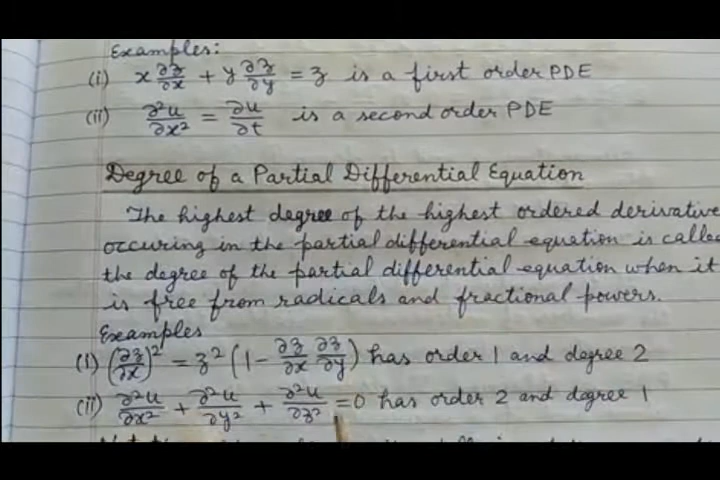 Examples:
(i) x ∂z/∂x + y ∂z/∂y = z is a first order PDE
(ii) ∂²u/∂x² = ∂u/∂t is a second order PDE
Degree of a Partial Differential Equation
The highest degree of the highest ordered derivative
occuring in the partial differential equation is called
the degree of the partial differential equation when it
is free from radicals and fractional powers.
Examples
(i) (∂z/∂x)² = z² (1 - ∂z/∂x ∂z/∂y) has order 1 and degree 2
(ii) ∂²u/∂x² + ∂²u/∂y² + ∂²u/∂z² = 0 has order 2 and degree 1